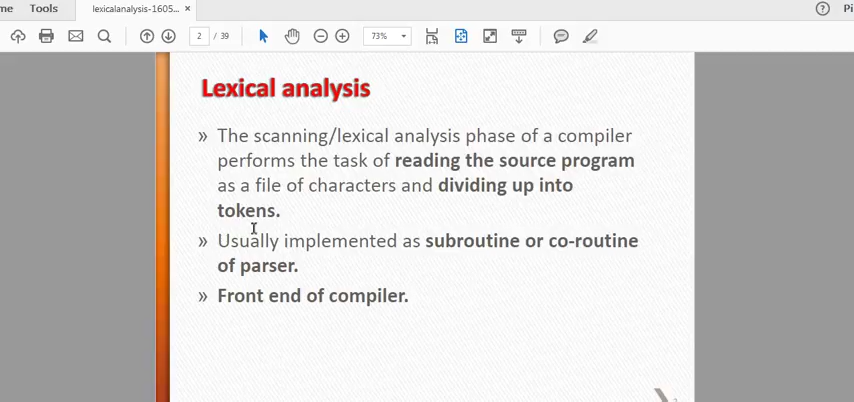 me Tools lexicalanalysis-1605... × ? Pi
2 / 39 73%
Lexical analysis
» The scanning/lexical analysis phase of a compiler
performs the task of reading the source program
as a file of characters and dividing up into
tokens.
» Usually implemented as subroutine or co-routine
of parser.
» Front end of compiler.